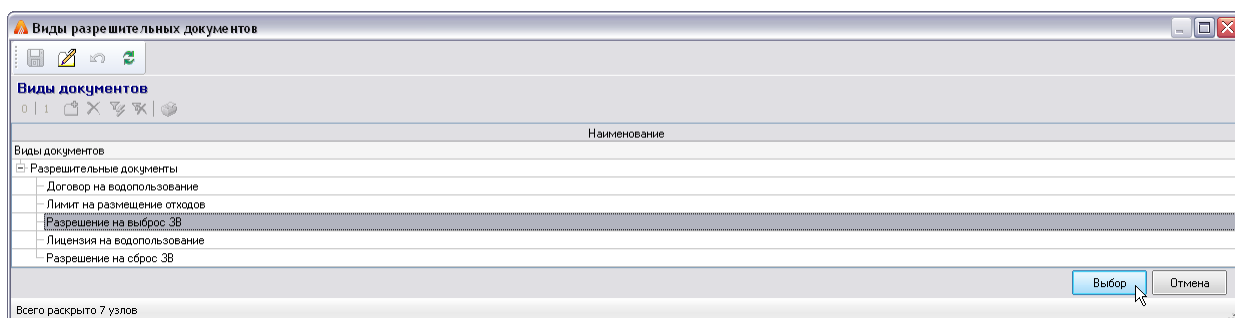 Виды разрешительных документов
Виды документов
0 | 1
Наименование
Виды документов
Разрешительные документы
Договор на водопользование
Лимит на размещение отходов
Разрешение на выброс ЗВ
Лицензия на водопользование
Разрешение на сброс ЗВ
Выбор Отмена
Всего раскрыто 7 узлов